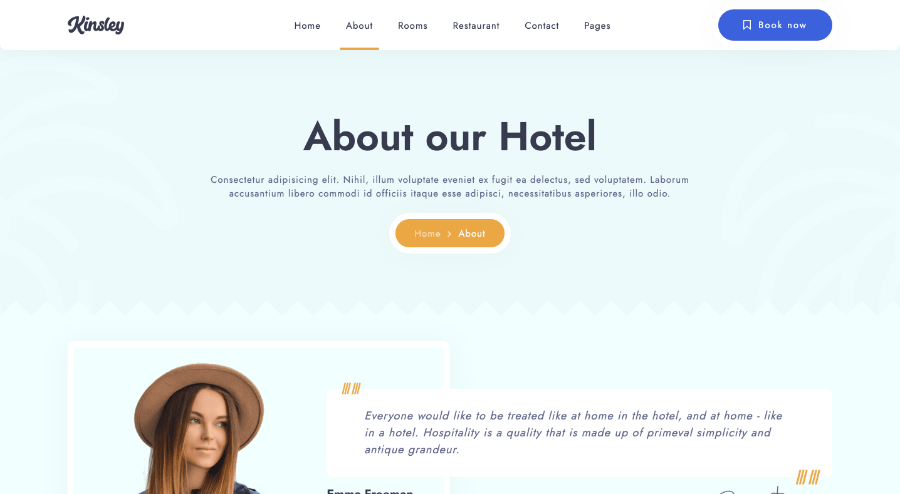 Kinsley
Home About Rooms Restaurant Contact Pages
Book now
About our Hotel
Consectetur adipisicing elit. Nihil, illum voluptate eveniet ex fugit ea delectus, sed voluptatem. Laborum
accusantium libero commodi id officiis itaque esse adipisci, necessitatibus asperiores, illo odio.
Home > About
Everyone would like to be treated like at home in the hotel, and at home - like
in a hotel. Hospitality is a quality that is made up of primeval simplicity and
antique grandeur.
Emma Freeman